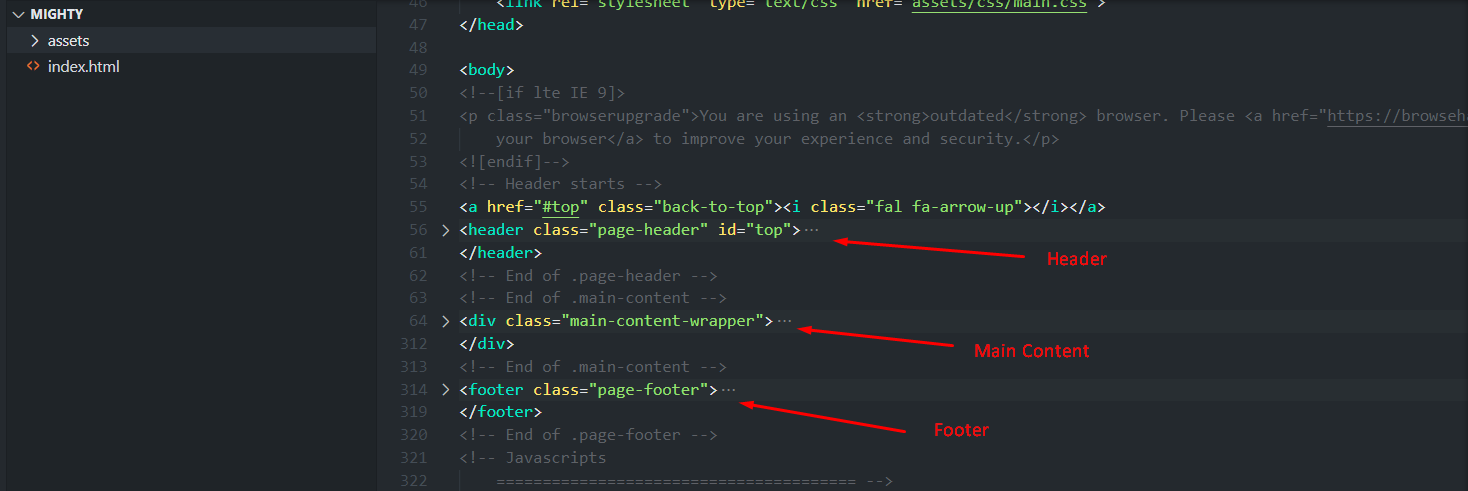 MIGHTY
assets
index.html
46 <link rel="stylesheet" type="text/css" href="assets/css/main.css">
47 </head>
48
49 <body>
50 <!--[if lte IE 9]>
51 <p class="browserupgrade">You are using an <strong>outdated</strong> browser. Please <a href="https://browseha
52 your browser</a> to improve your experience and security.</p>
53 <![endif]-->
54 <!-- Header starts -->
55 <a href="#top" class="back-to-top"><i class="fal fa-arrow-up"></i></a>
56 <header class="page-header" id="top">···
Header
61 </header>
62 <!-- End of .page-header -->
63 <!-- End of .main-content -->
64 <div class="main-content-wrapper">···
Main Content
312 </div>
313 <!-- End of .main-content -->
314 <footer class="page-footer">···
Footer
319 </footer>
320 <!-- End of .page-footer -->
321 <!-- Javascripts
322 ======================================= -->